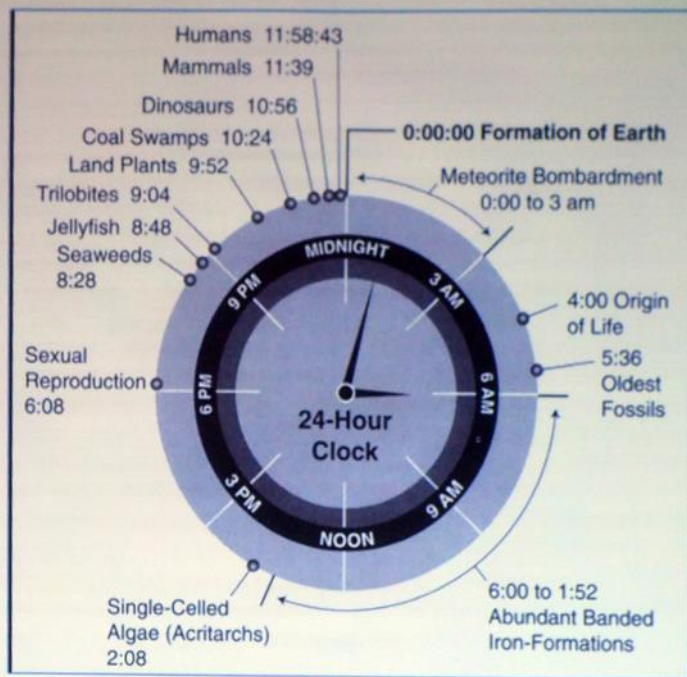 Humans 11:58:43
Mammals 11:39
Dinosaurs 10:56
Coal Swamps 10:24
Land Plants 9:52
Trilobites 9:04
Jellyfish 8:48
Seaweeds
8:28
Sexual
Reproduction
6:08
Single-Celled
Algae (Acritarchs)
2:08
0:00:00 Formation of Earth
Meteorite Bombardment
0:00 to 3 am
4:00 Origin
of Life
5:36
Oldest
Fossils
6:00 to 1:52
Abundant Banded
Iron-Formations
MIDNIGHT
3 AM
6 AM
9 AM
NOON
3 PM
6 PM
9 PM
24-Hour
Clock